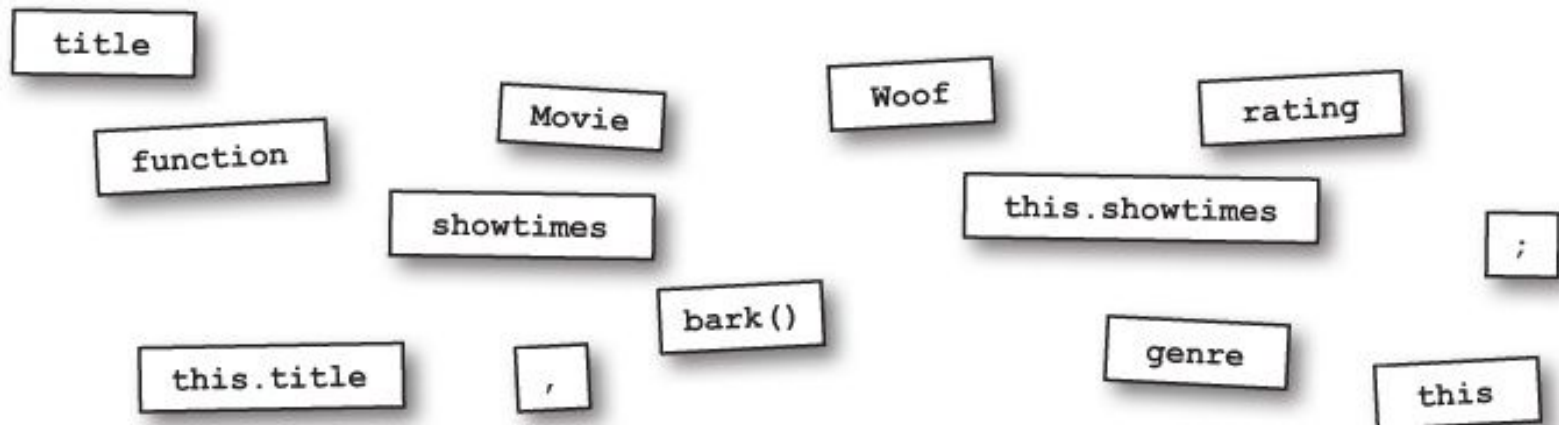 title
Movie
Woof
rating
function
showtimes
this.showtimes
;
bark()
this.title
,
genre
this